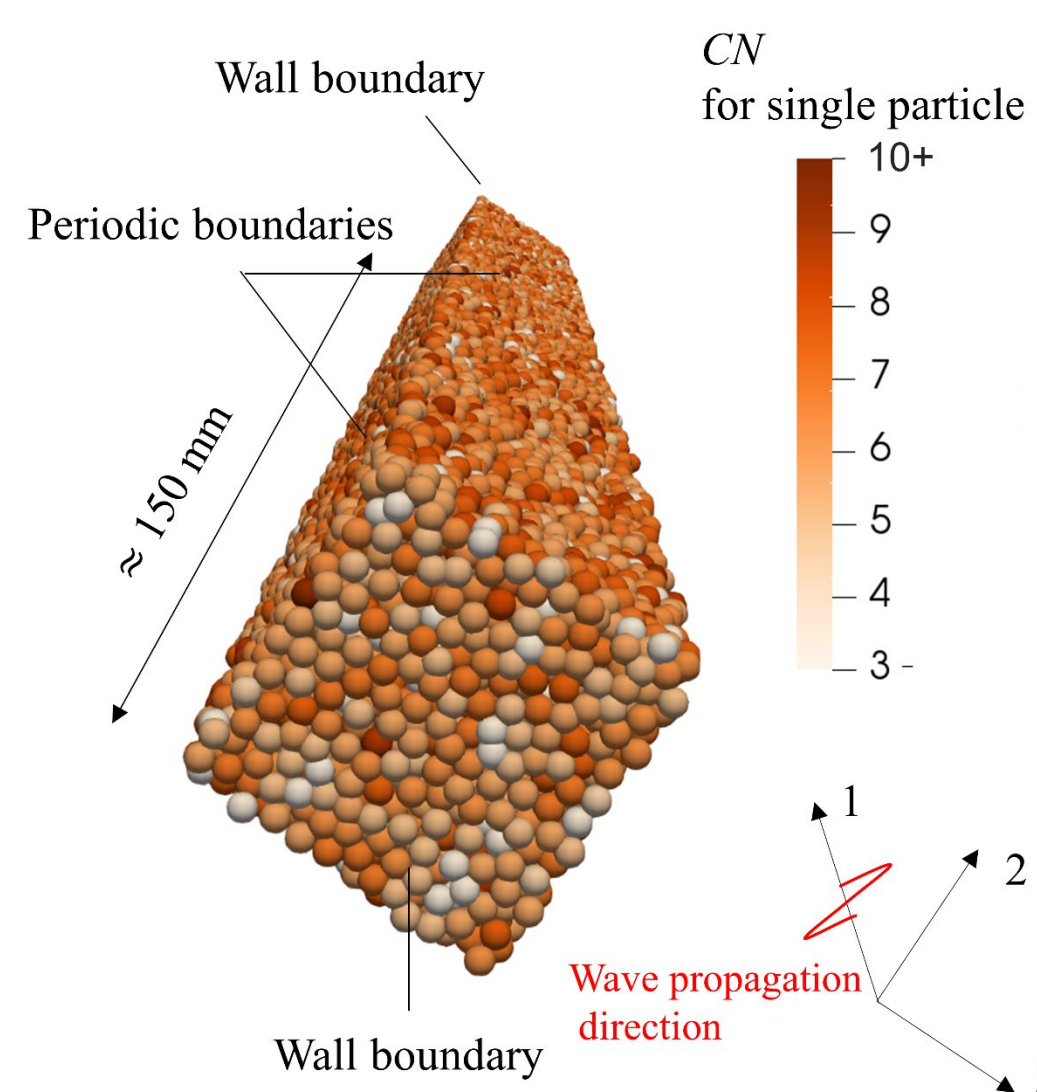 CN
for single particle
Wall boundary
10+
9
8
7
6
5
4
3 -
Periodic boundaries
≈ 150 mm
1
2
Wave propagation
direction
Wall boundary